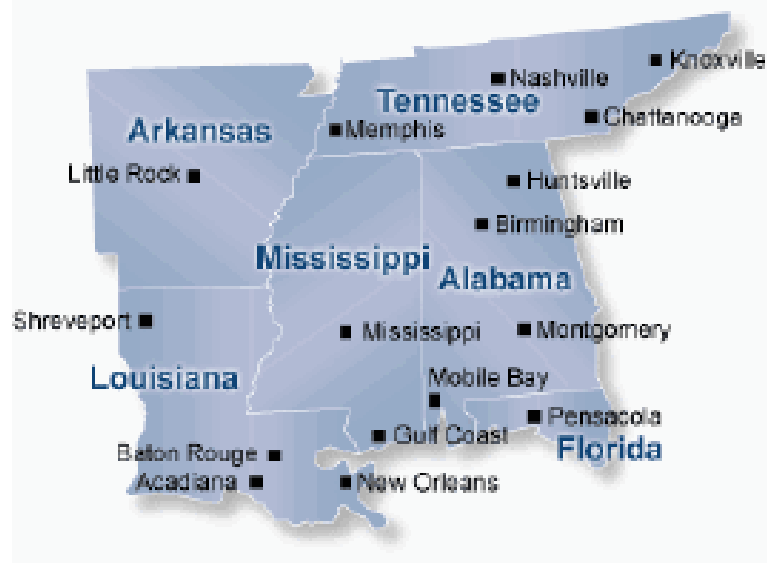 Knoxville
Nashville
Tennessee
Chattanooga
Arkansas
Memphis
Little Rock
Huntsville
Birmingham
Mississippi
Alabama
Shreveport
Mississippi
Montgomery
Louisiana
Mobile Bay
Pensacola
Gulf Coast
Florida
Baton Rouge
Acadiana
New Orleans